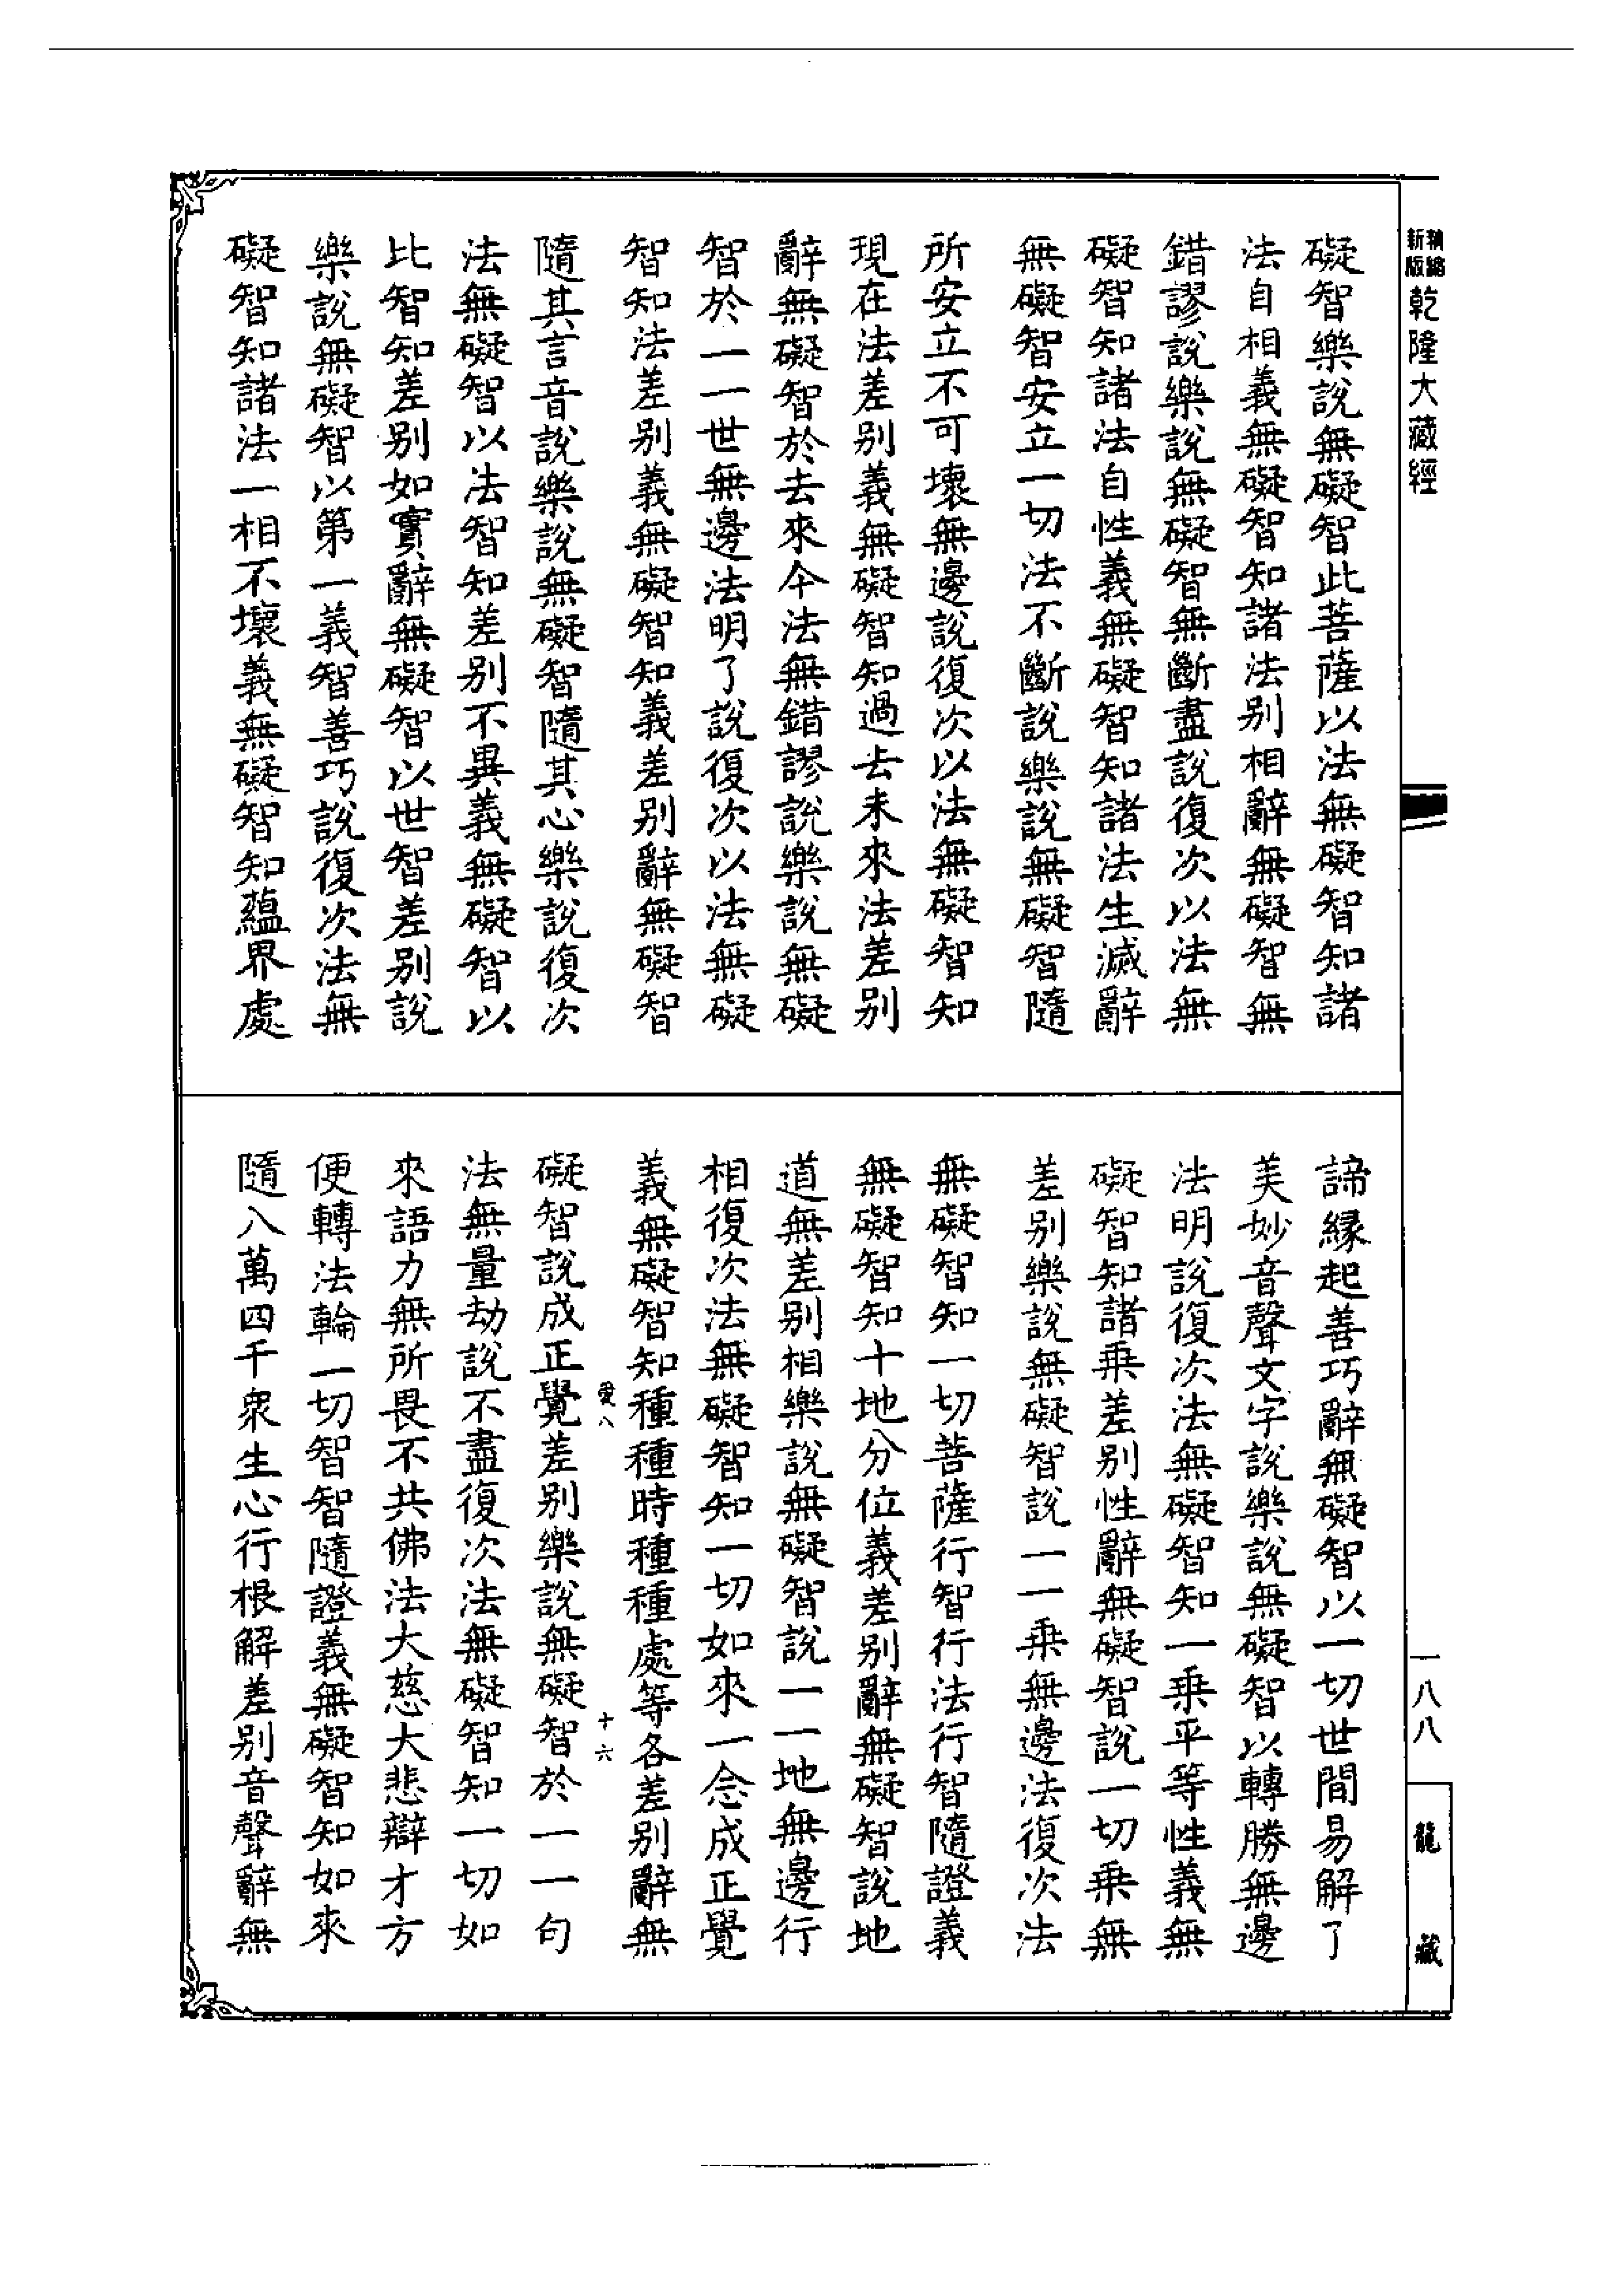 新版 精縮 乾隆大藏經
礙智樂說無礙智此菩薩以法無礙智知諸
法自相義無礙智知諸法别相辭無礙智無
錯謬說樂說無礙智無斷盡說復次以法無
礙智知諸法自性義無礙智知諸法生滅辭
無礙智安立一切法不斷說樂說無礙智隨
所安立不可壞無邊說復次以法無礙智知
現在法差别義無礙智知過去未來法差别
辭無礙智於去來今法無錯謬說樂說無礙
智於一一世無邊法明了說復次以法無礙
智知法差别義無礙智知義差别辭無礙智
隨其言音說樂說無礙智隨其心樂說復次
法無礙智以法智知差别不異義無礙智以
比智知差别如實辭無礙智以世智差别說
樂說無礙智以第一義智善巧說復次法無
礙智知諸法一相不壞義無礙智知蘊界處
諦緣起善巧辭無礙智以一切世間易解了
美妙音聲文字說樂說無礙智以轉勝無邊
法明說復次法無礙智知一乘平等性義無
礙智知諸乘差别性辭無礙智說一切乘無
差别樂說無礙智說一一乘無邊法復次法
無礙智知一切菩薩行智行法行智隨證義
無礙智知十地分位義差别辭無礙智說地
道無差别相樂說無礙智說一一地無邊行
相復次法無礙智知一切如來一念成正覺
義無礙智知種種時種種處等各差别辭無
愛八 十六
礙智說成正覺差别樂說無礙智於一一句
法無量劫說不盡復次法無礙智知一切如
來語力無所畏不共佛法大慈大悲辯才方
便轉法輪一切智智隨證義無礙智知如來
隨八萬四千衆生心行根解差别音聲辭無
一八八
龍藏